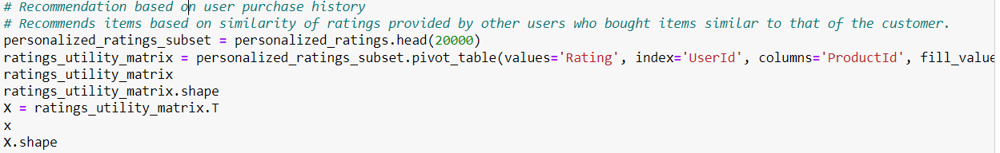 # Recommendation based on user purchase history
# Recommends items based on similarity of ratings provided by other users who bought items similar to that of the customer.
personalized_ratings_subset = personalized_ratings.head(20000)
ratings_utility_matrix = personalized_ratings_subset.pivot_table(values='Rating', index='UserId', columns='ProductId', fill_value
ratings_utility_matrix
ratings_utility_matrix.shape
X = ratings_utility_matrix.T
x
X.shape